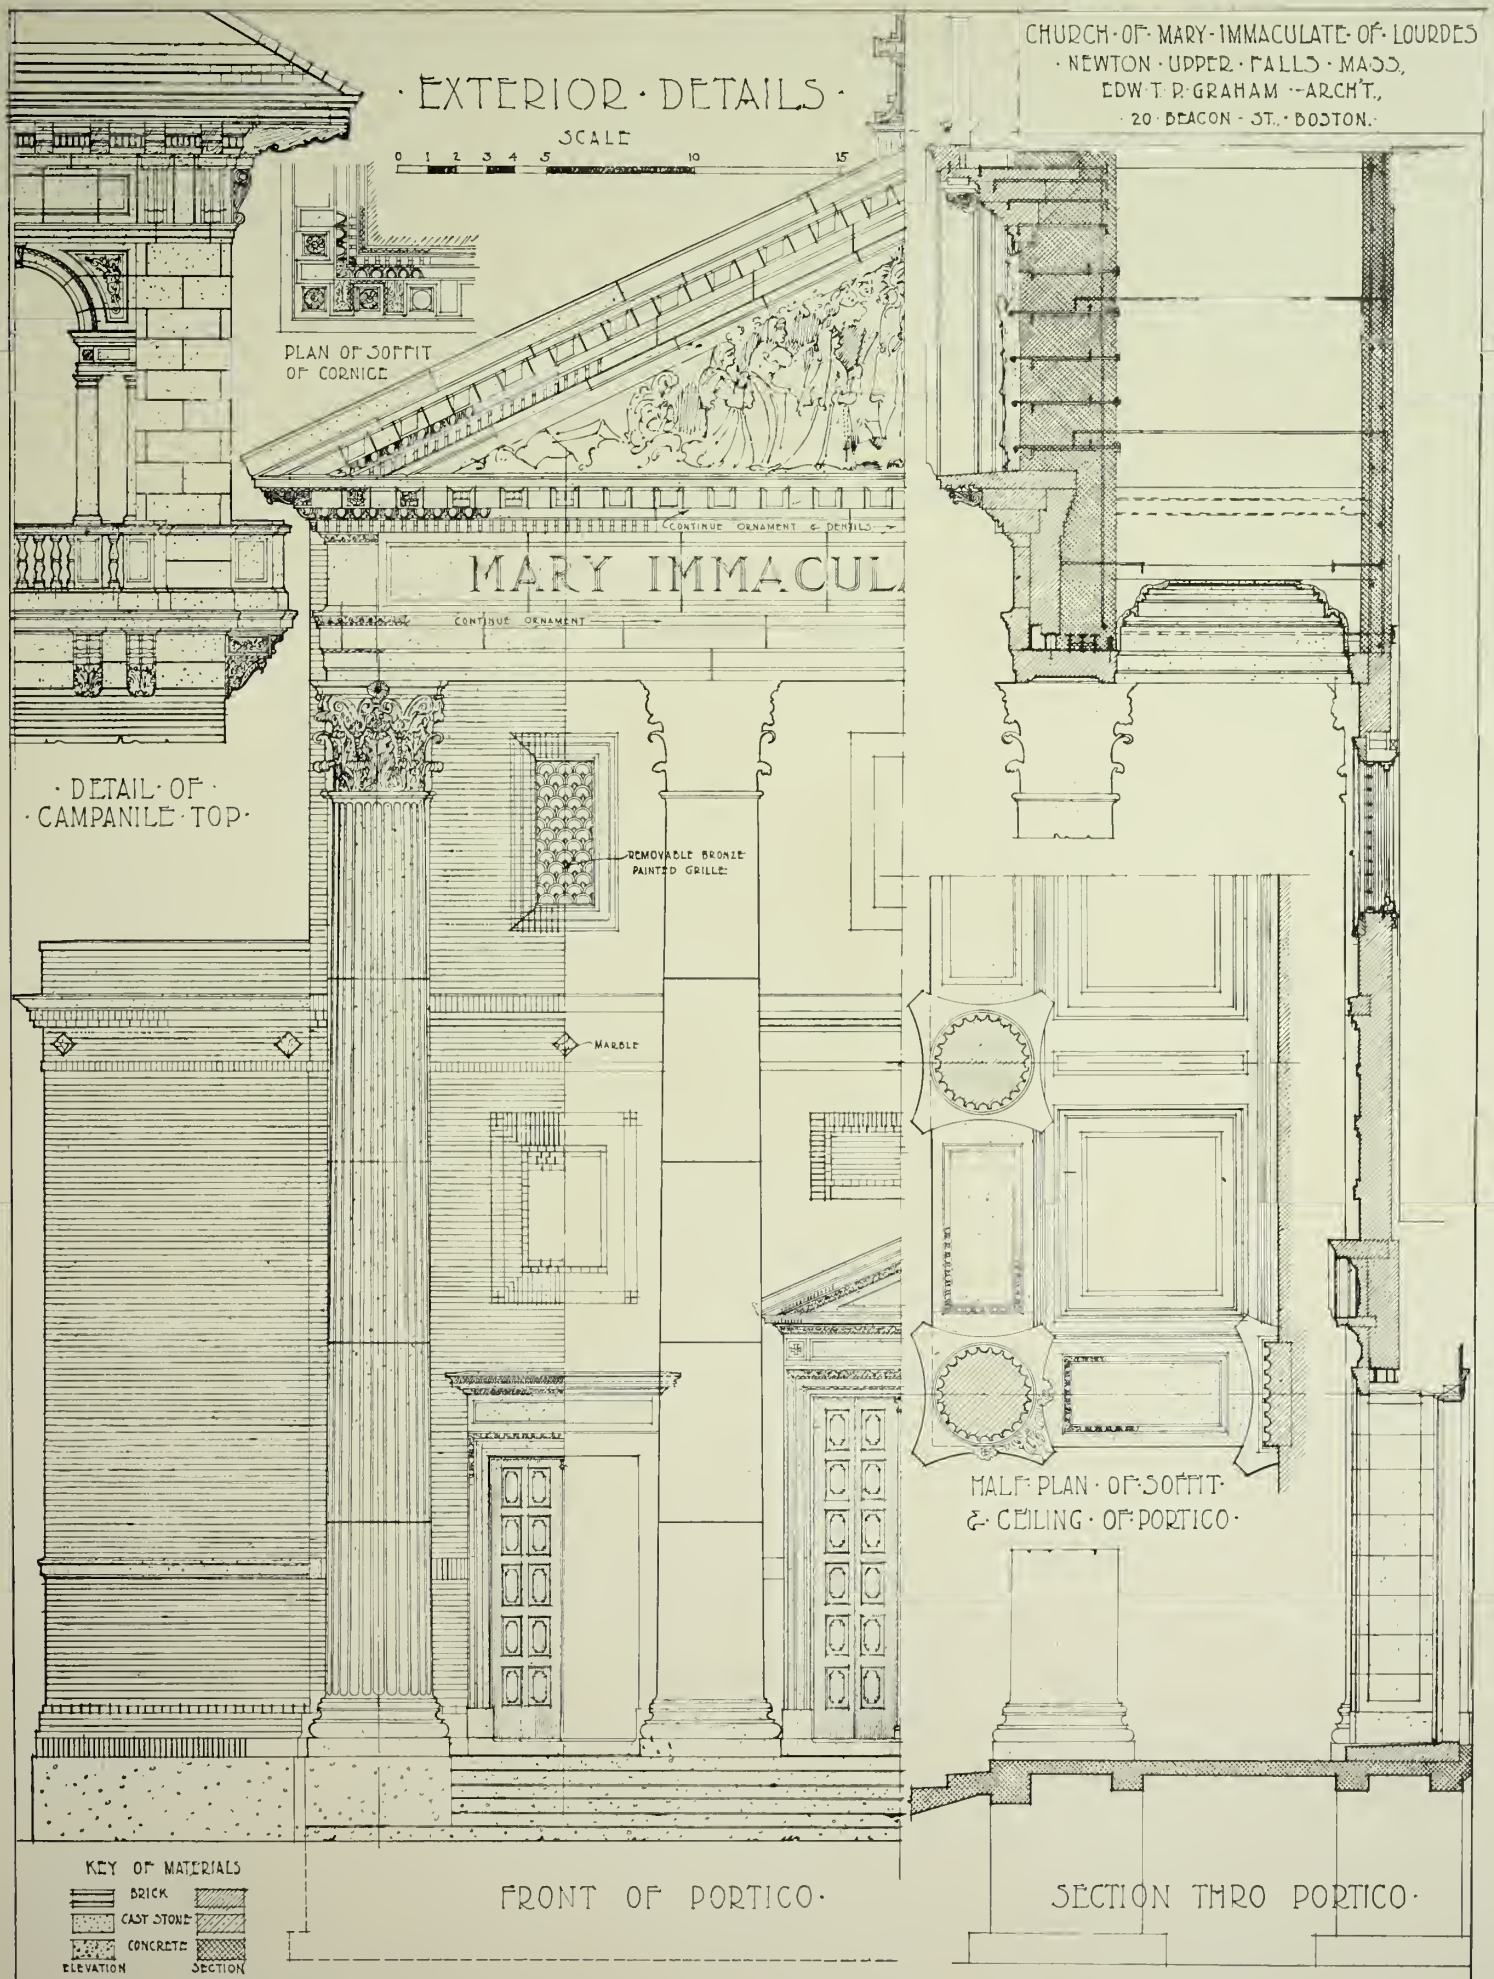 CHURCH·OF·MARY·IMMACULATE·OF·LOURDES
·NEWTON·UPPER·FALLS·MASS,
EDW·T·P·GRAHAM·-ARCH'T.,
·20·BEACON·ST.,·BOSTON.·
·EXTERIOR·DETAILS·
SCALE
0 1 2 3 4 5 10 15
PLAN OF SOFFIT
OF CORNICE
CONTINUE ORNAMENT & DENTILS
MARY IMMACUL
CONTINUE ORNAMENT
·DETAIL·OF·
·CAMPANILE·TOP·
REMOVABLE BRONZE
PAINTED GRILLE
MARBLE
HALF·PLAN·OF·SOFFIT·
&·CEILING·OF·PORTICO·
KEY OF MATERIALS
BRICK
CAST STONE
CONCRETE
ELEVATION SECTION
FRONT OF PORTICO·
SECTION THRO PORTICO·